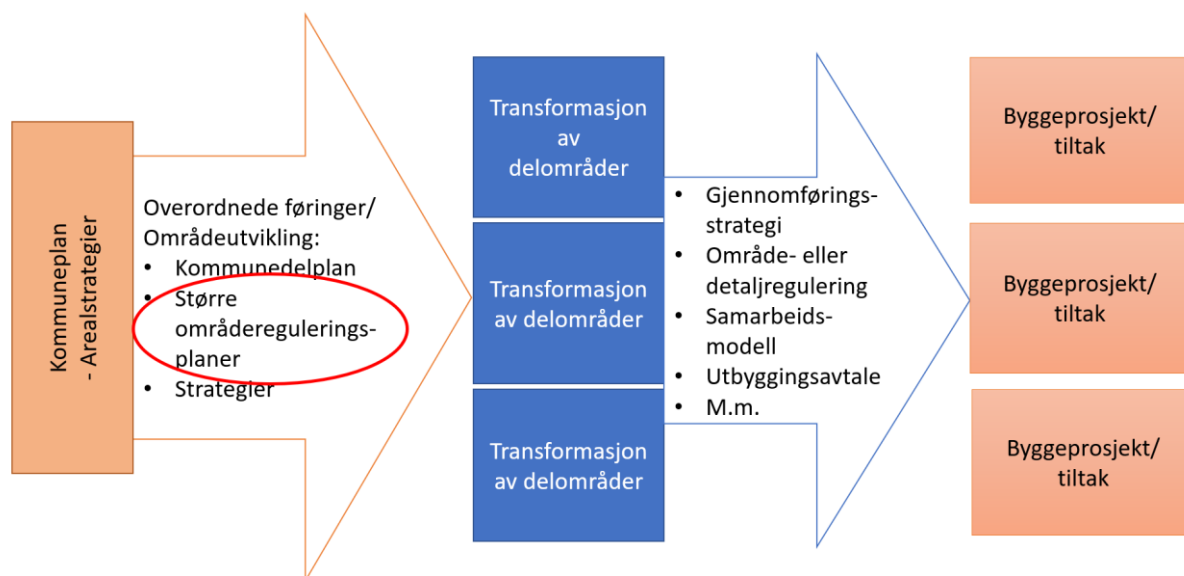 Kommuneplan
- Arealstrategier
Overordnede føringer/
Områdeutvikling:
• Kommunedelplan
• Større
områderegulerings-
planer
• Strategier
Transformasjon
av
delområder
Transformasjon
av delområder
Transformasjon
av delområder
• Gjennomførings-
strategi
• Område- eller
detaljregulering
• Samarbeids-
modell
• Utbyggingsavtale
• M.m.
Byggeprosjekt/
tiltak
Byggeprosjekt/
tiltak
Byggeprosjekt/
tiltak